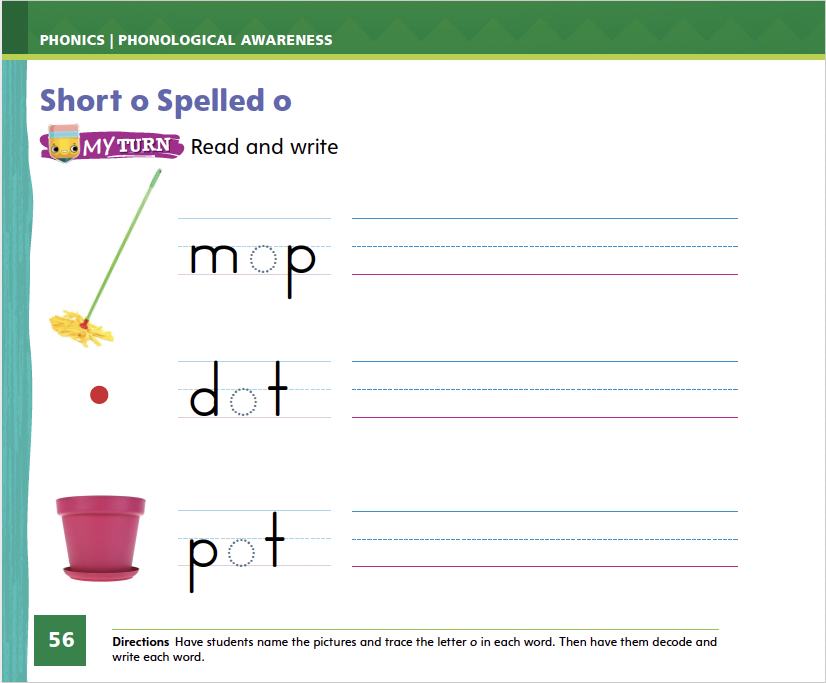 PHONICS | PHONOLOGICAL AWARENESS
Short o Spelled o
MY TURN Read and write
mop
dot
pot
56
Directions Have students name the pictures and trace the letter o in each word. Then have them decode and
write each word.